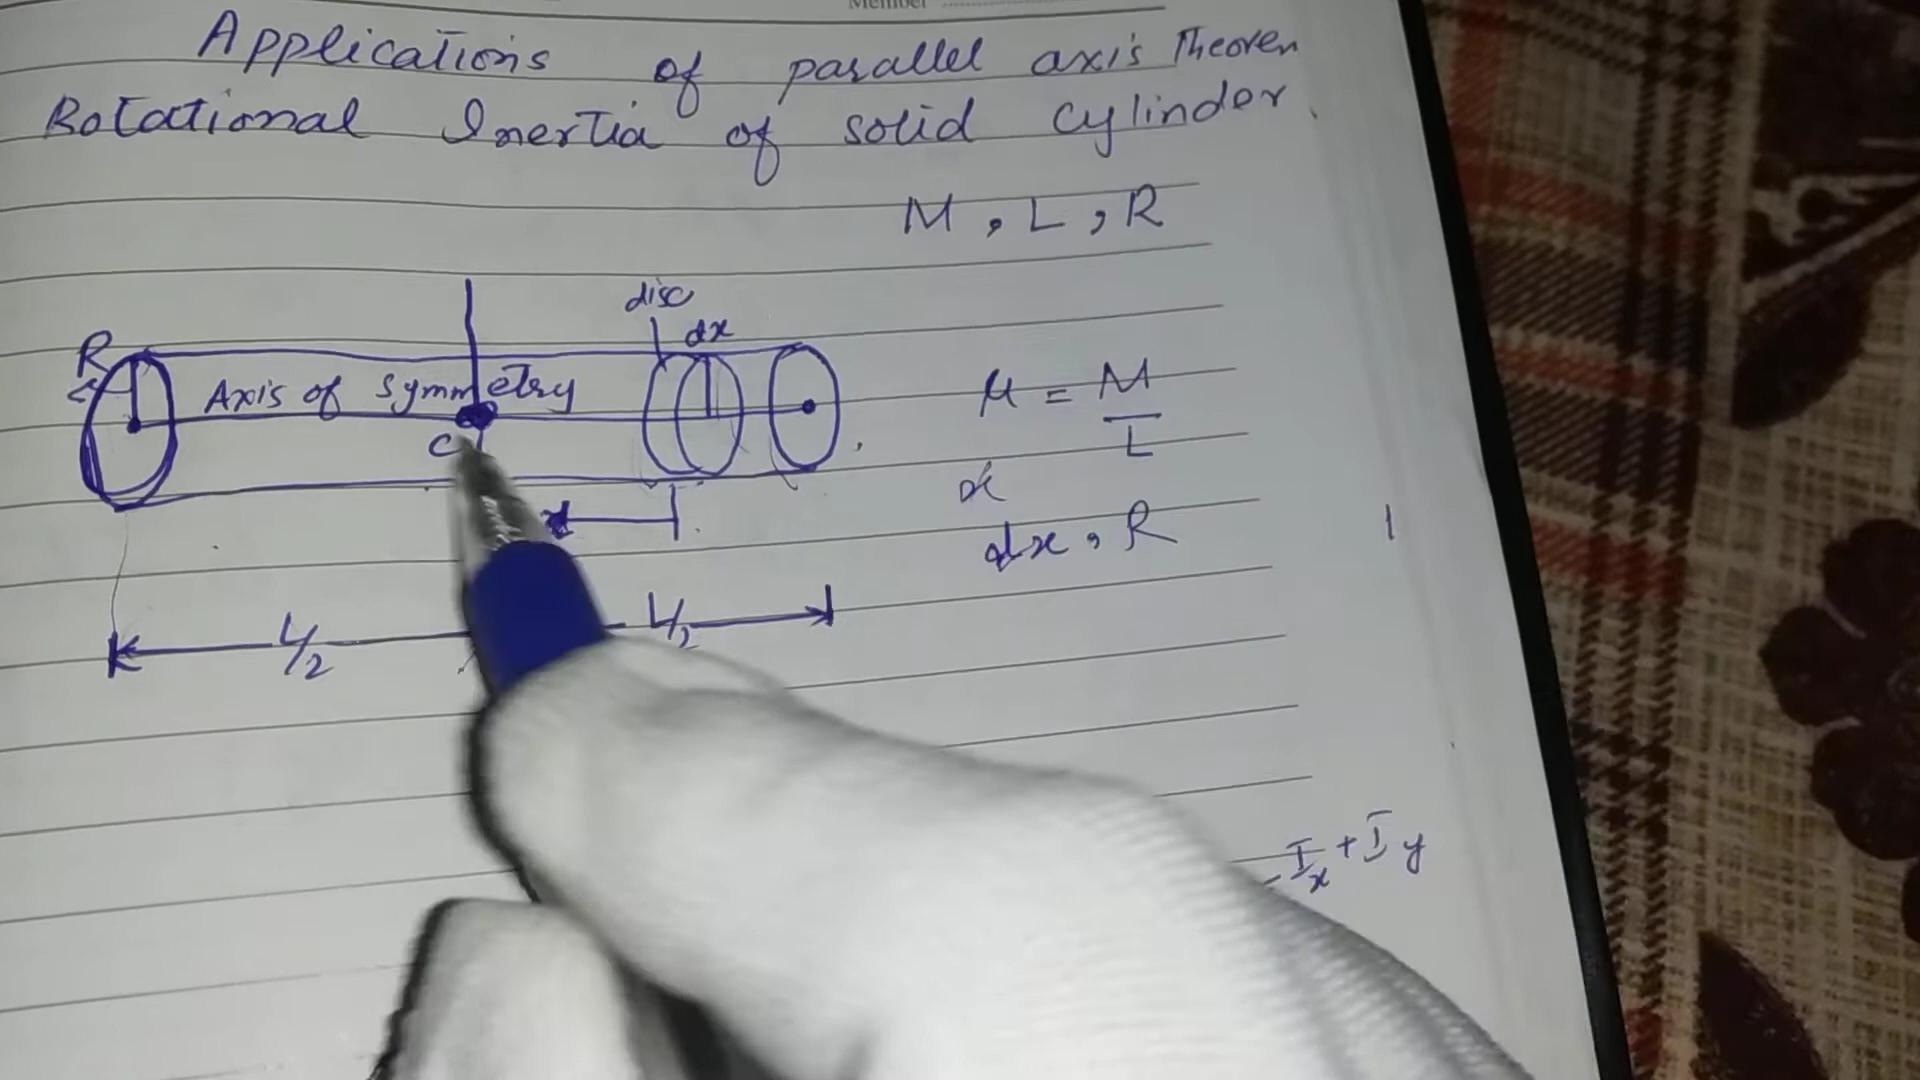 Member
Applications of parallel axis Theorem
Rotational Inertia of solid cylinder
M, L, R
disc
dx
R
Axis of Symmetry
C
μ = M/L
dx, R
L/2 L/2
= Ix + Iy